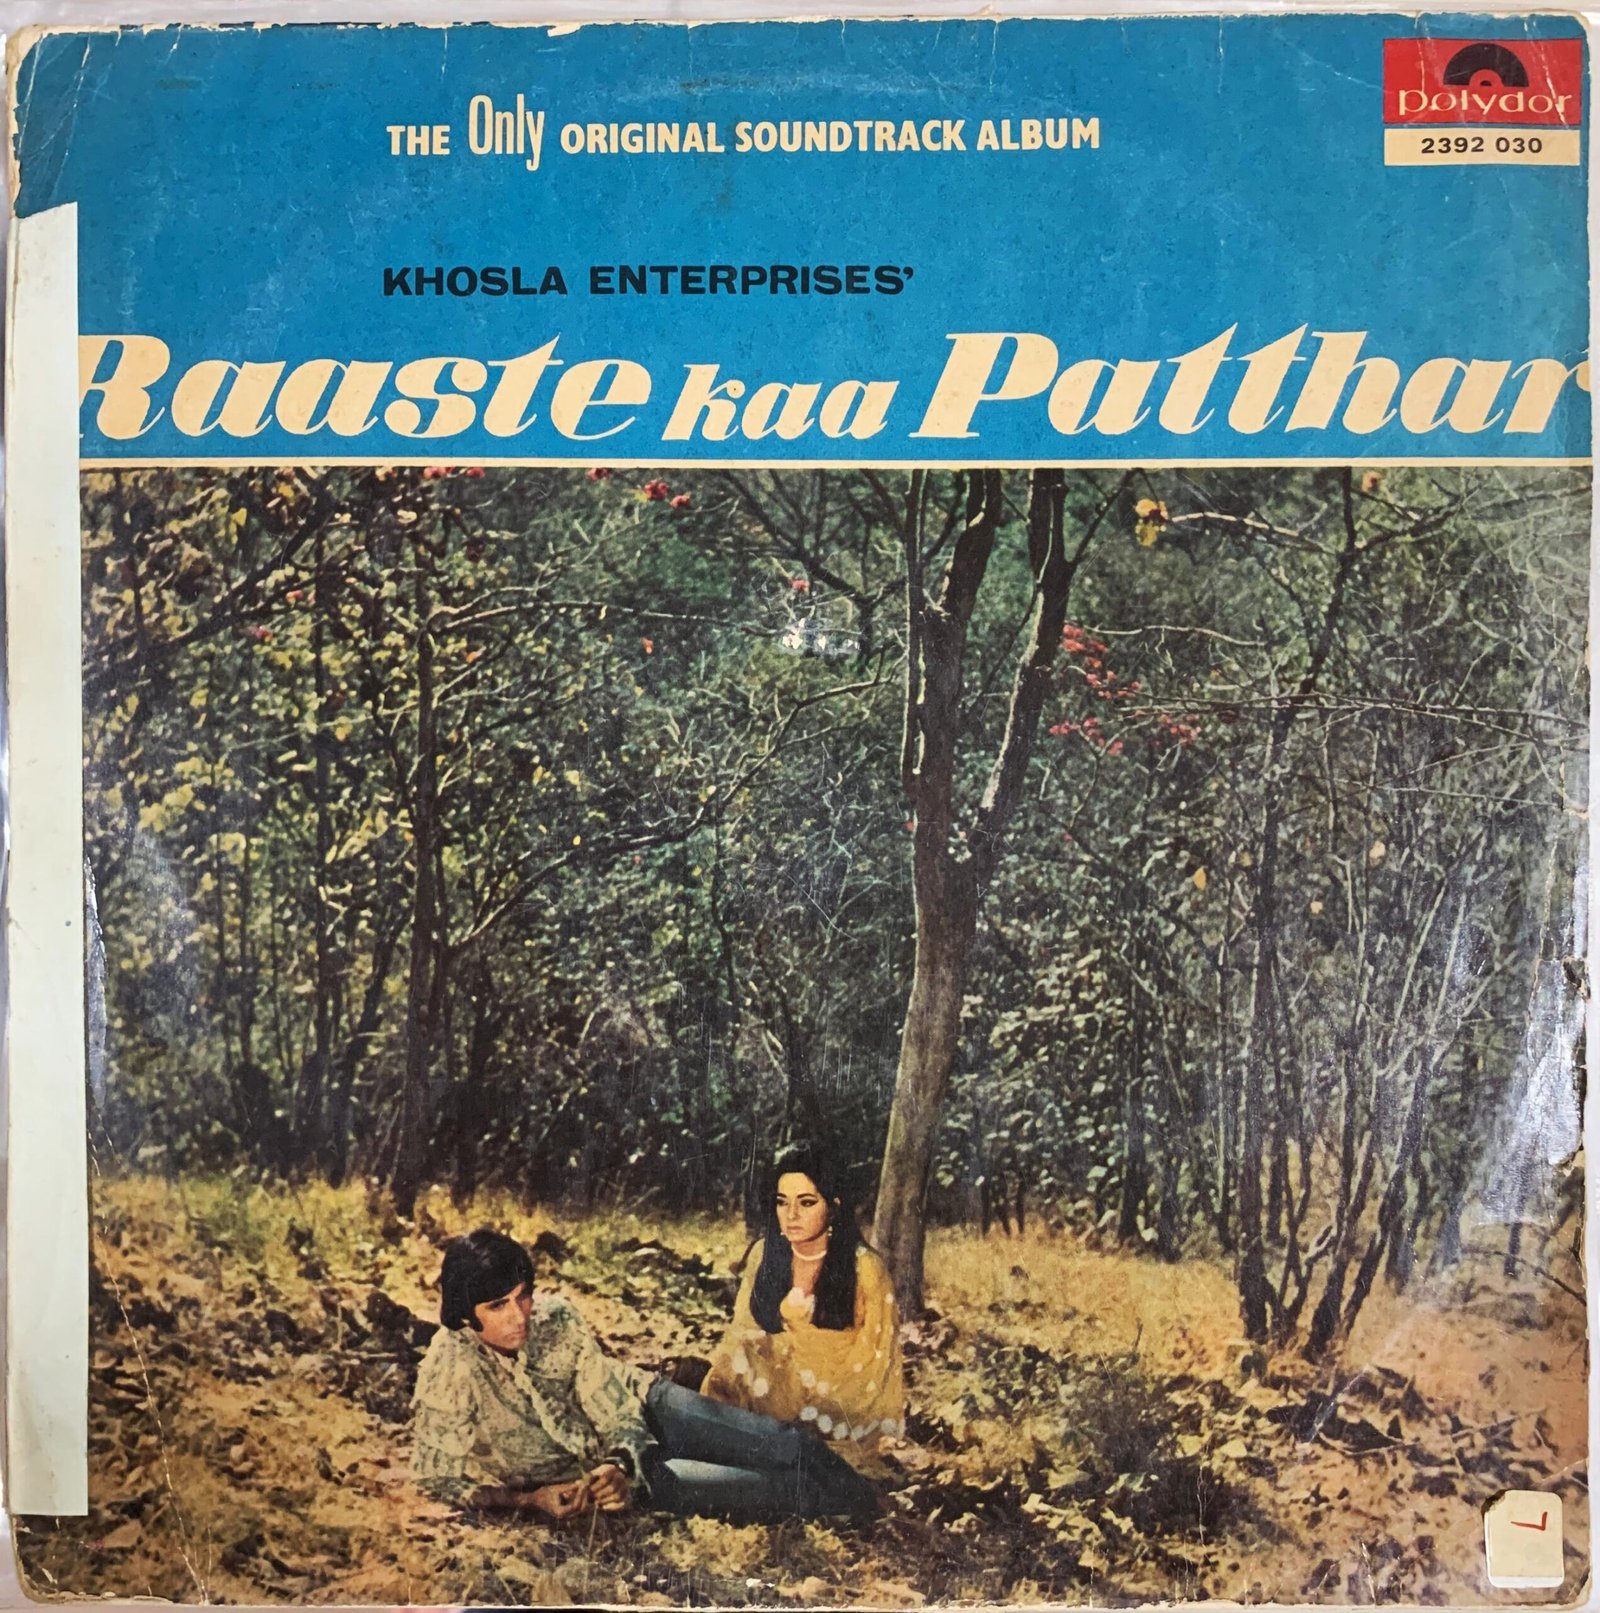 polydor
2392 030
THE Only ORIGINAL SOUNDTRACK ALBUM
KHOSLA ENTERPRISES'
Raaste kaa Patthar
L